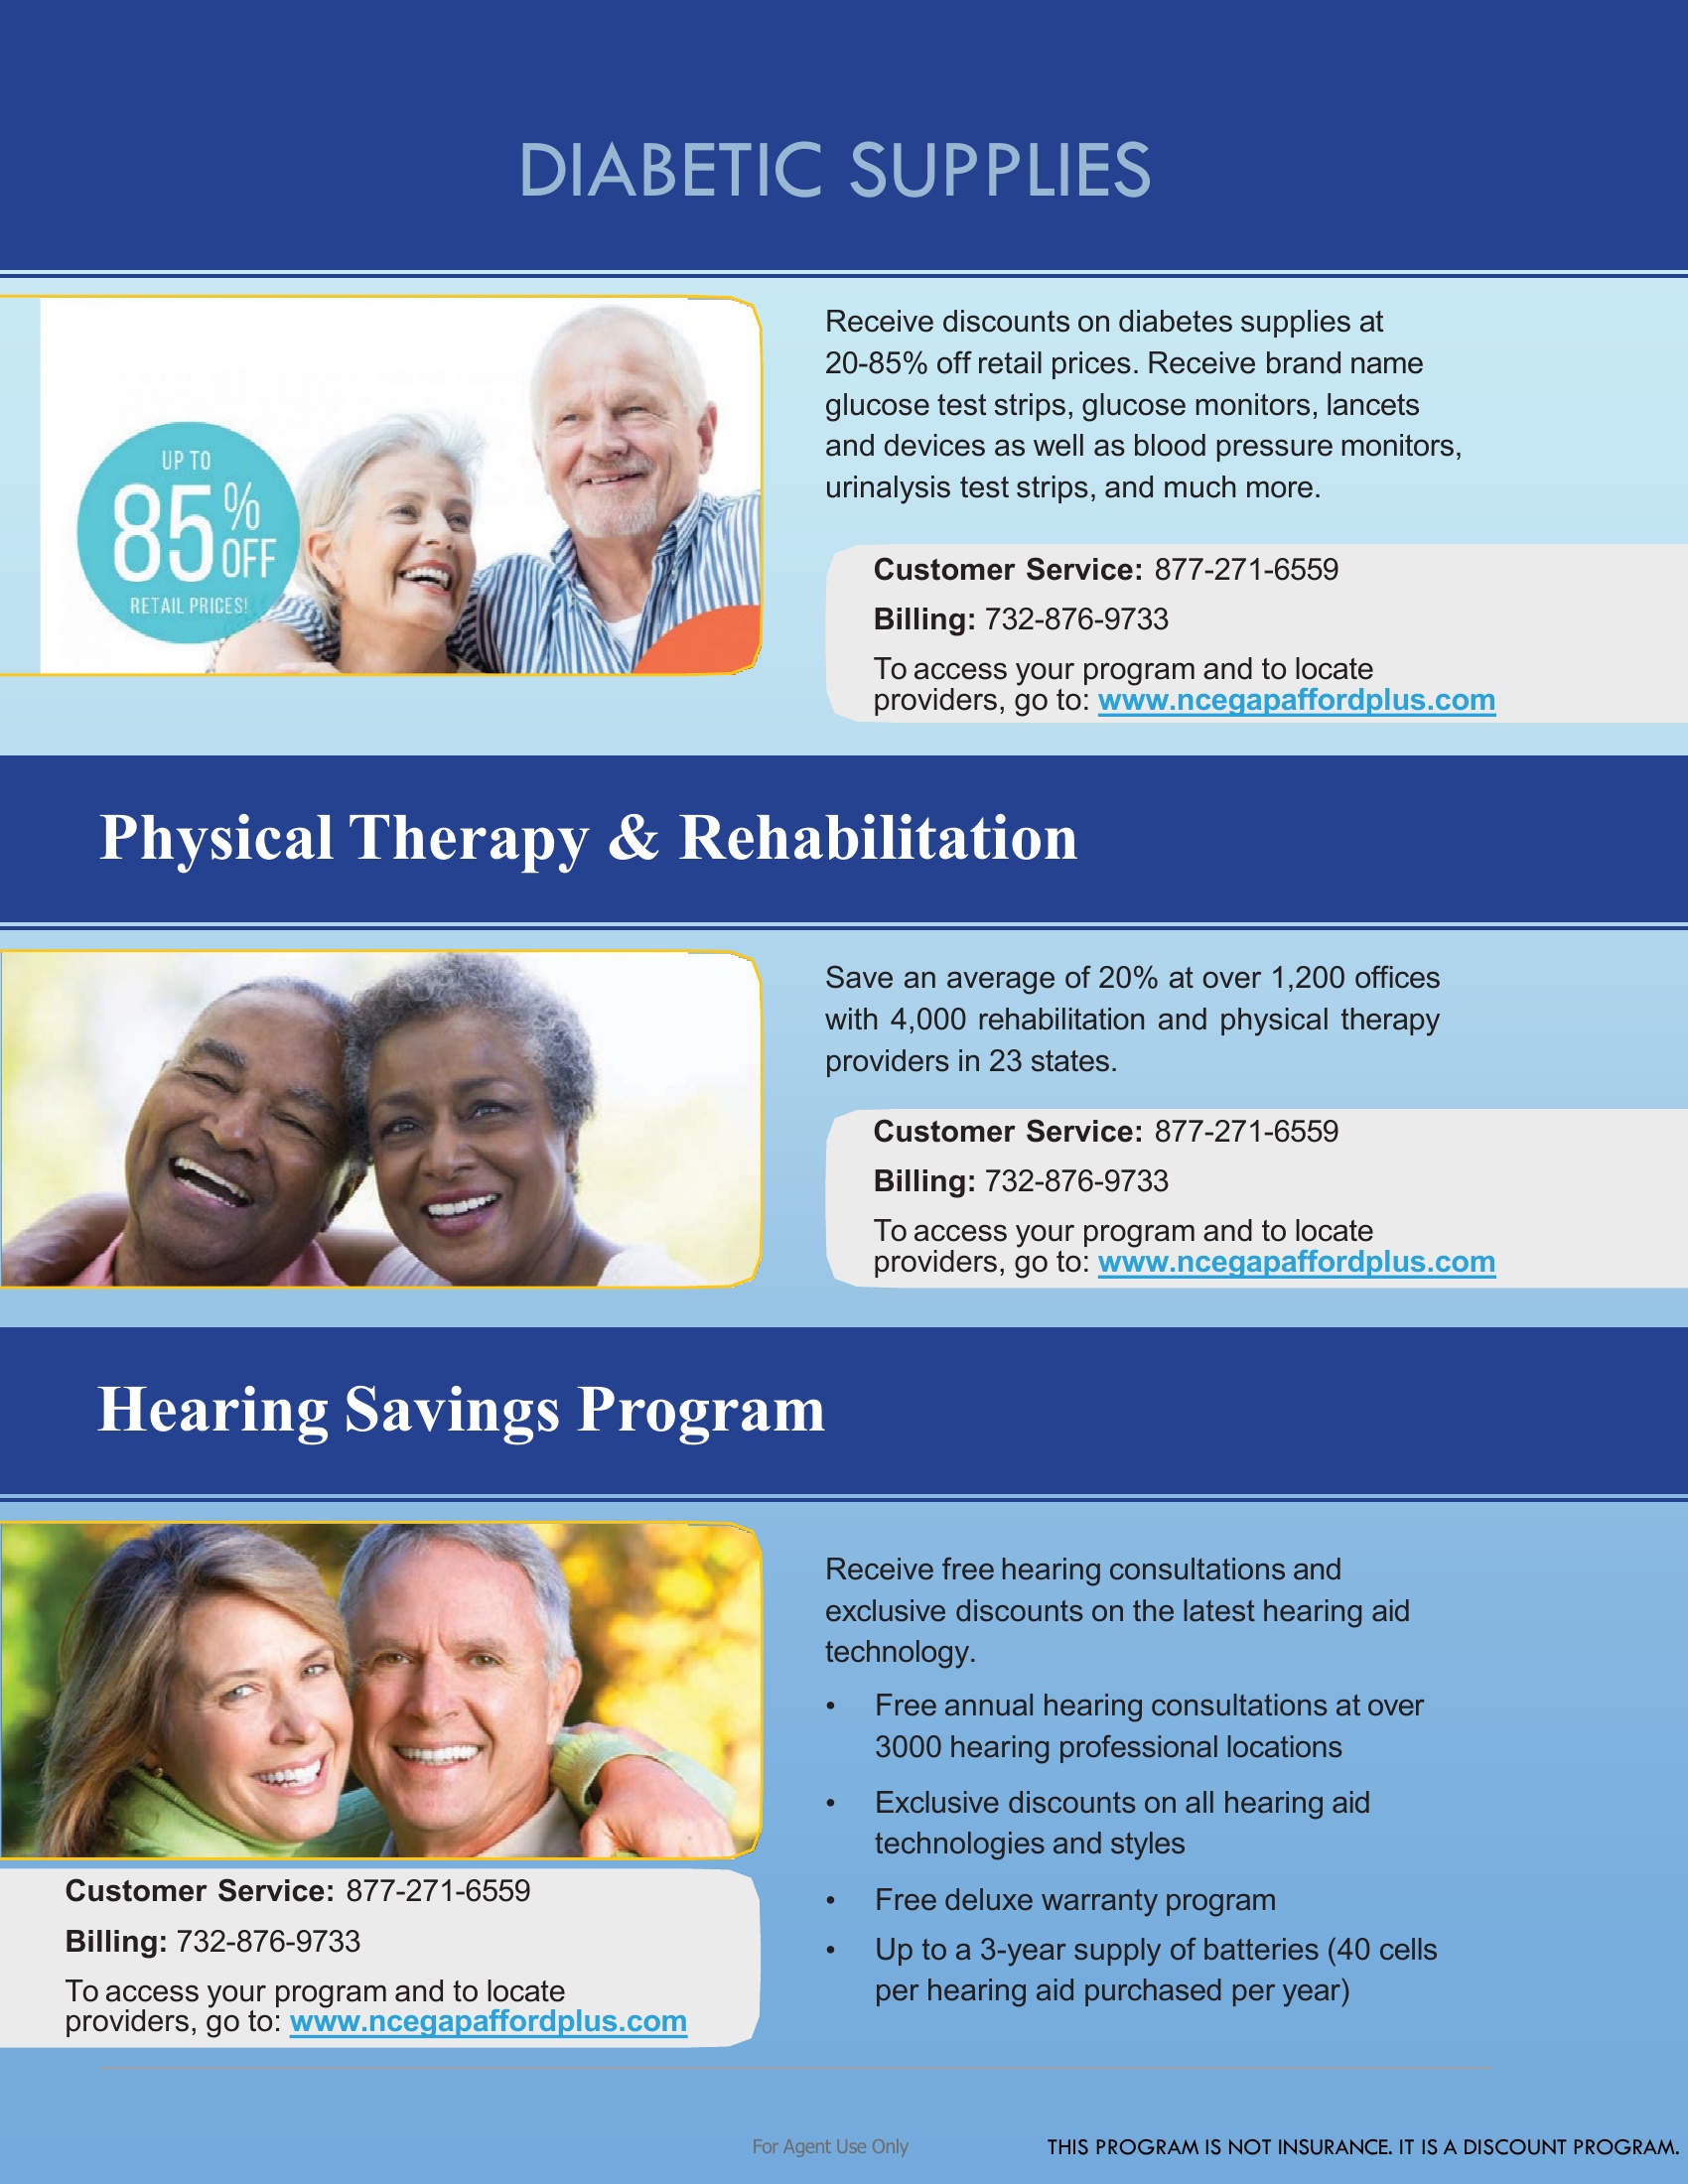 DIABETIC SUPPLIES
UP TO
85% OFF
RETAIL PRICES!
Receive discounts on diabetes supplies at
20-85% off retail prices. Receive brand name
glucose test strips, glucose monitors, lancets
and devices as well as blood pressure monitors,
urinalysis test strips, and much more.
Customer Service: 877-271-6559
Billing: 732-876-9733
To access your program and to locate
providers, go to: www.ncegapaffordplus.com
Physical Therapy & Rehabilitation
Save an average of 20% at over 1,200 offices
with 4,000 rehabilitation and physical therapy
providers in 23 states.
Customer Service: 877-271-6559
Billing: 732-876-9733
To access your program and to locate
providers, go to: www.ncegapaffordplus.com
Hearing Savings Program
Receive free hearing consultations and
exclusive discounts on the latest hearing aid
technology.
• Free annual hearing consultations at over
3000 hearing professional locations
• Exclusive discounts on all hearing aid
technologies and styles
• Free deluxe warranty program
• Up to a 3-year supply of batteries (40 cells
per hearing aid purchased per year)
Customer Service: 877-271-6559
Billing: 732-876-9733
To access your program and to locate
providers, go to: www.ncegapaffordplus.com
For Agent Use Only
THIS PROGRAM IS NOT INSURANCE. IT IS A DISCOUNT PROGRAM.